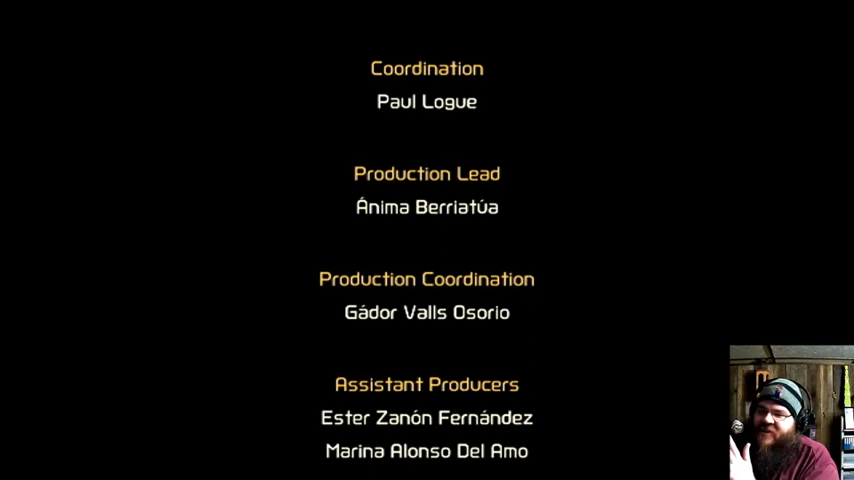 Coordination
Paul Logue
Production Lead
Ánima Berriatúa
Production Coordination
Gádor Valls Osorio
Assistant Producers
Ester Zanón Fernández
Marina Alonso Del Amo